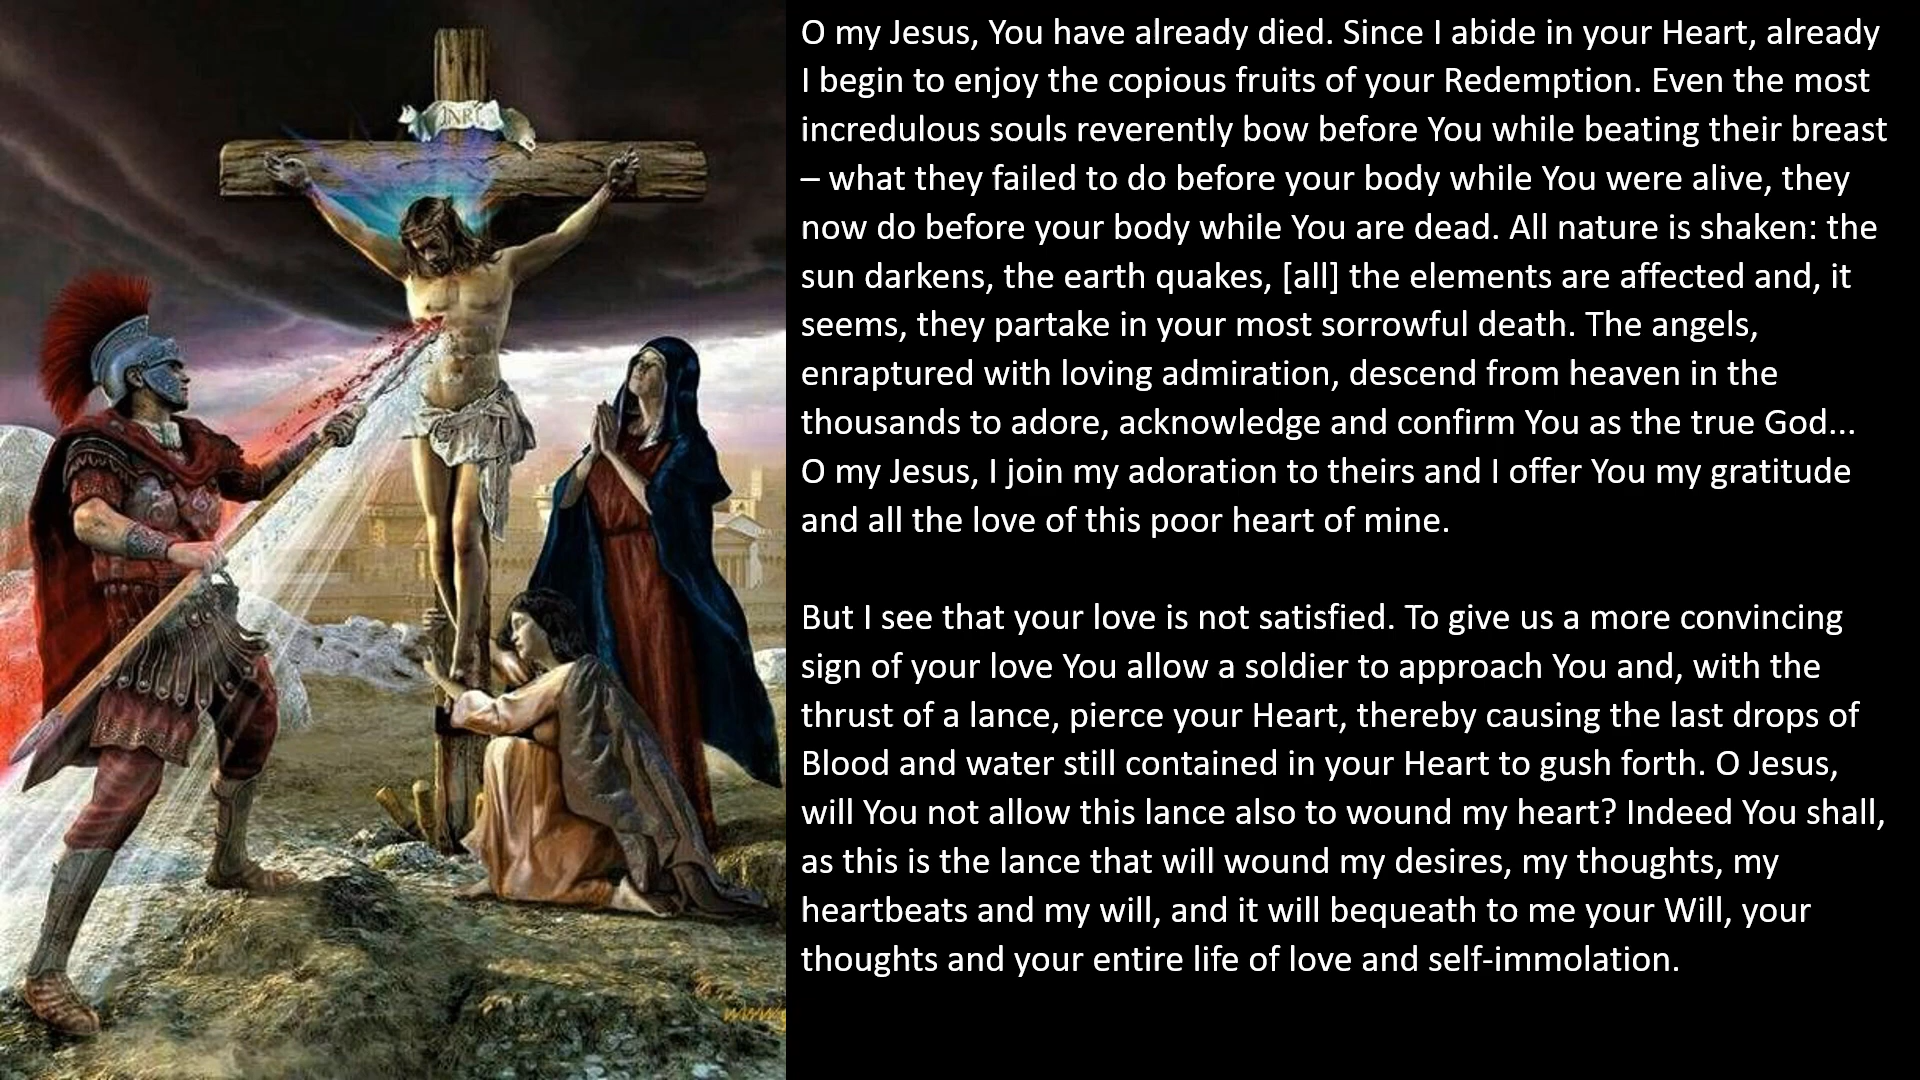 INRI
O my Jesus, You have already died. Since I abide in your Heart, already
I begin to enjoy the copious fruits of your Redemption. Even the most
incredulous souls reverently bow before You while beating their breast
– what they failed to do before your body while You were alive, they
now do before your body while You are dead. All nature is shaken: the
sun darkens, the earth quakes, [all] the elements are affected and, it
seems, they partake in your most sorrowful death. The angels,
enraptured with loving admiration, descend from heaven in the
thousands to adore, acknowledge and confirm You as the true God...
O my Jesus, I join my adoration to theirs and I offer You my gratitude
and all the love of this poor heart of mine.
But I see that your love is not satisfied. To give us a more convincing
sign of your love You allow a soldier to approach You and, with the
thrust of a lance, pierce your Heart, thereby causing the last drops of
Blood and water still contained in your Heart to gush forth. O Jesus,
will You not allow this lance also to wound my heart? Indeed You shall,
as this is the lance that will wound my desires, my thoughts, my
heartbeats and my will, and it will bequeath to me your Will, your
thoughts and your entire life of love and self-immolation.